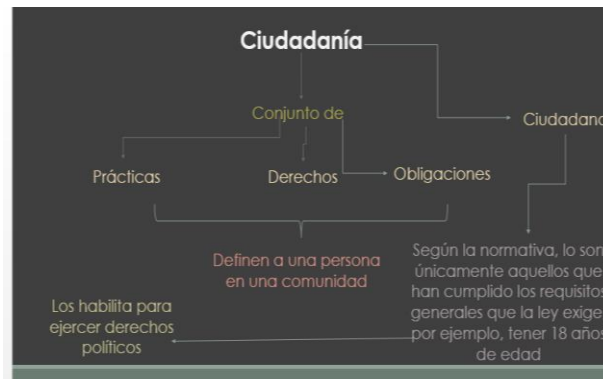 Ciudadanía
Conjunto de
Ciudadano
Prácticas
Derechos
Obligaciones
Definen a una persona
en una comunidad
Según la normativa, lo son
únicamente aquellos que
han cumplido los requisitos
generales que la ley exige,
por ejemplo, tener 18 años
de edad
Los habilita para
ejercer derechos
políticos